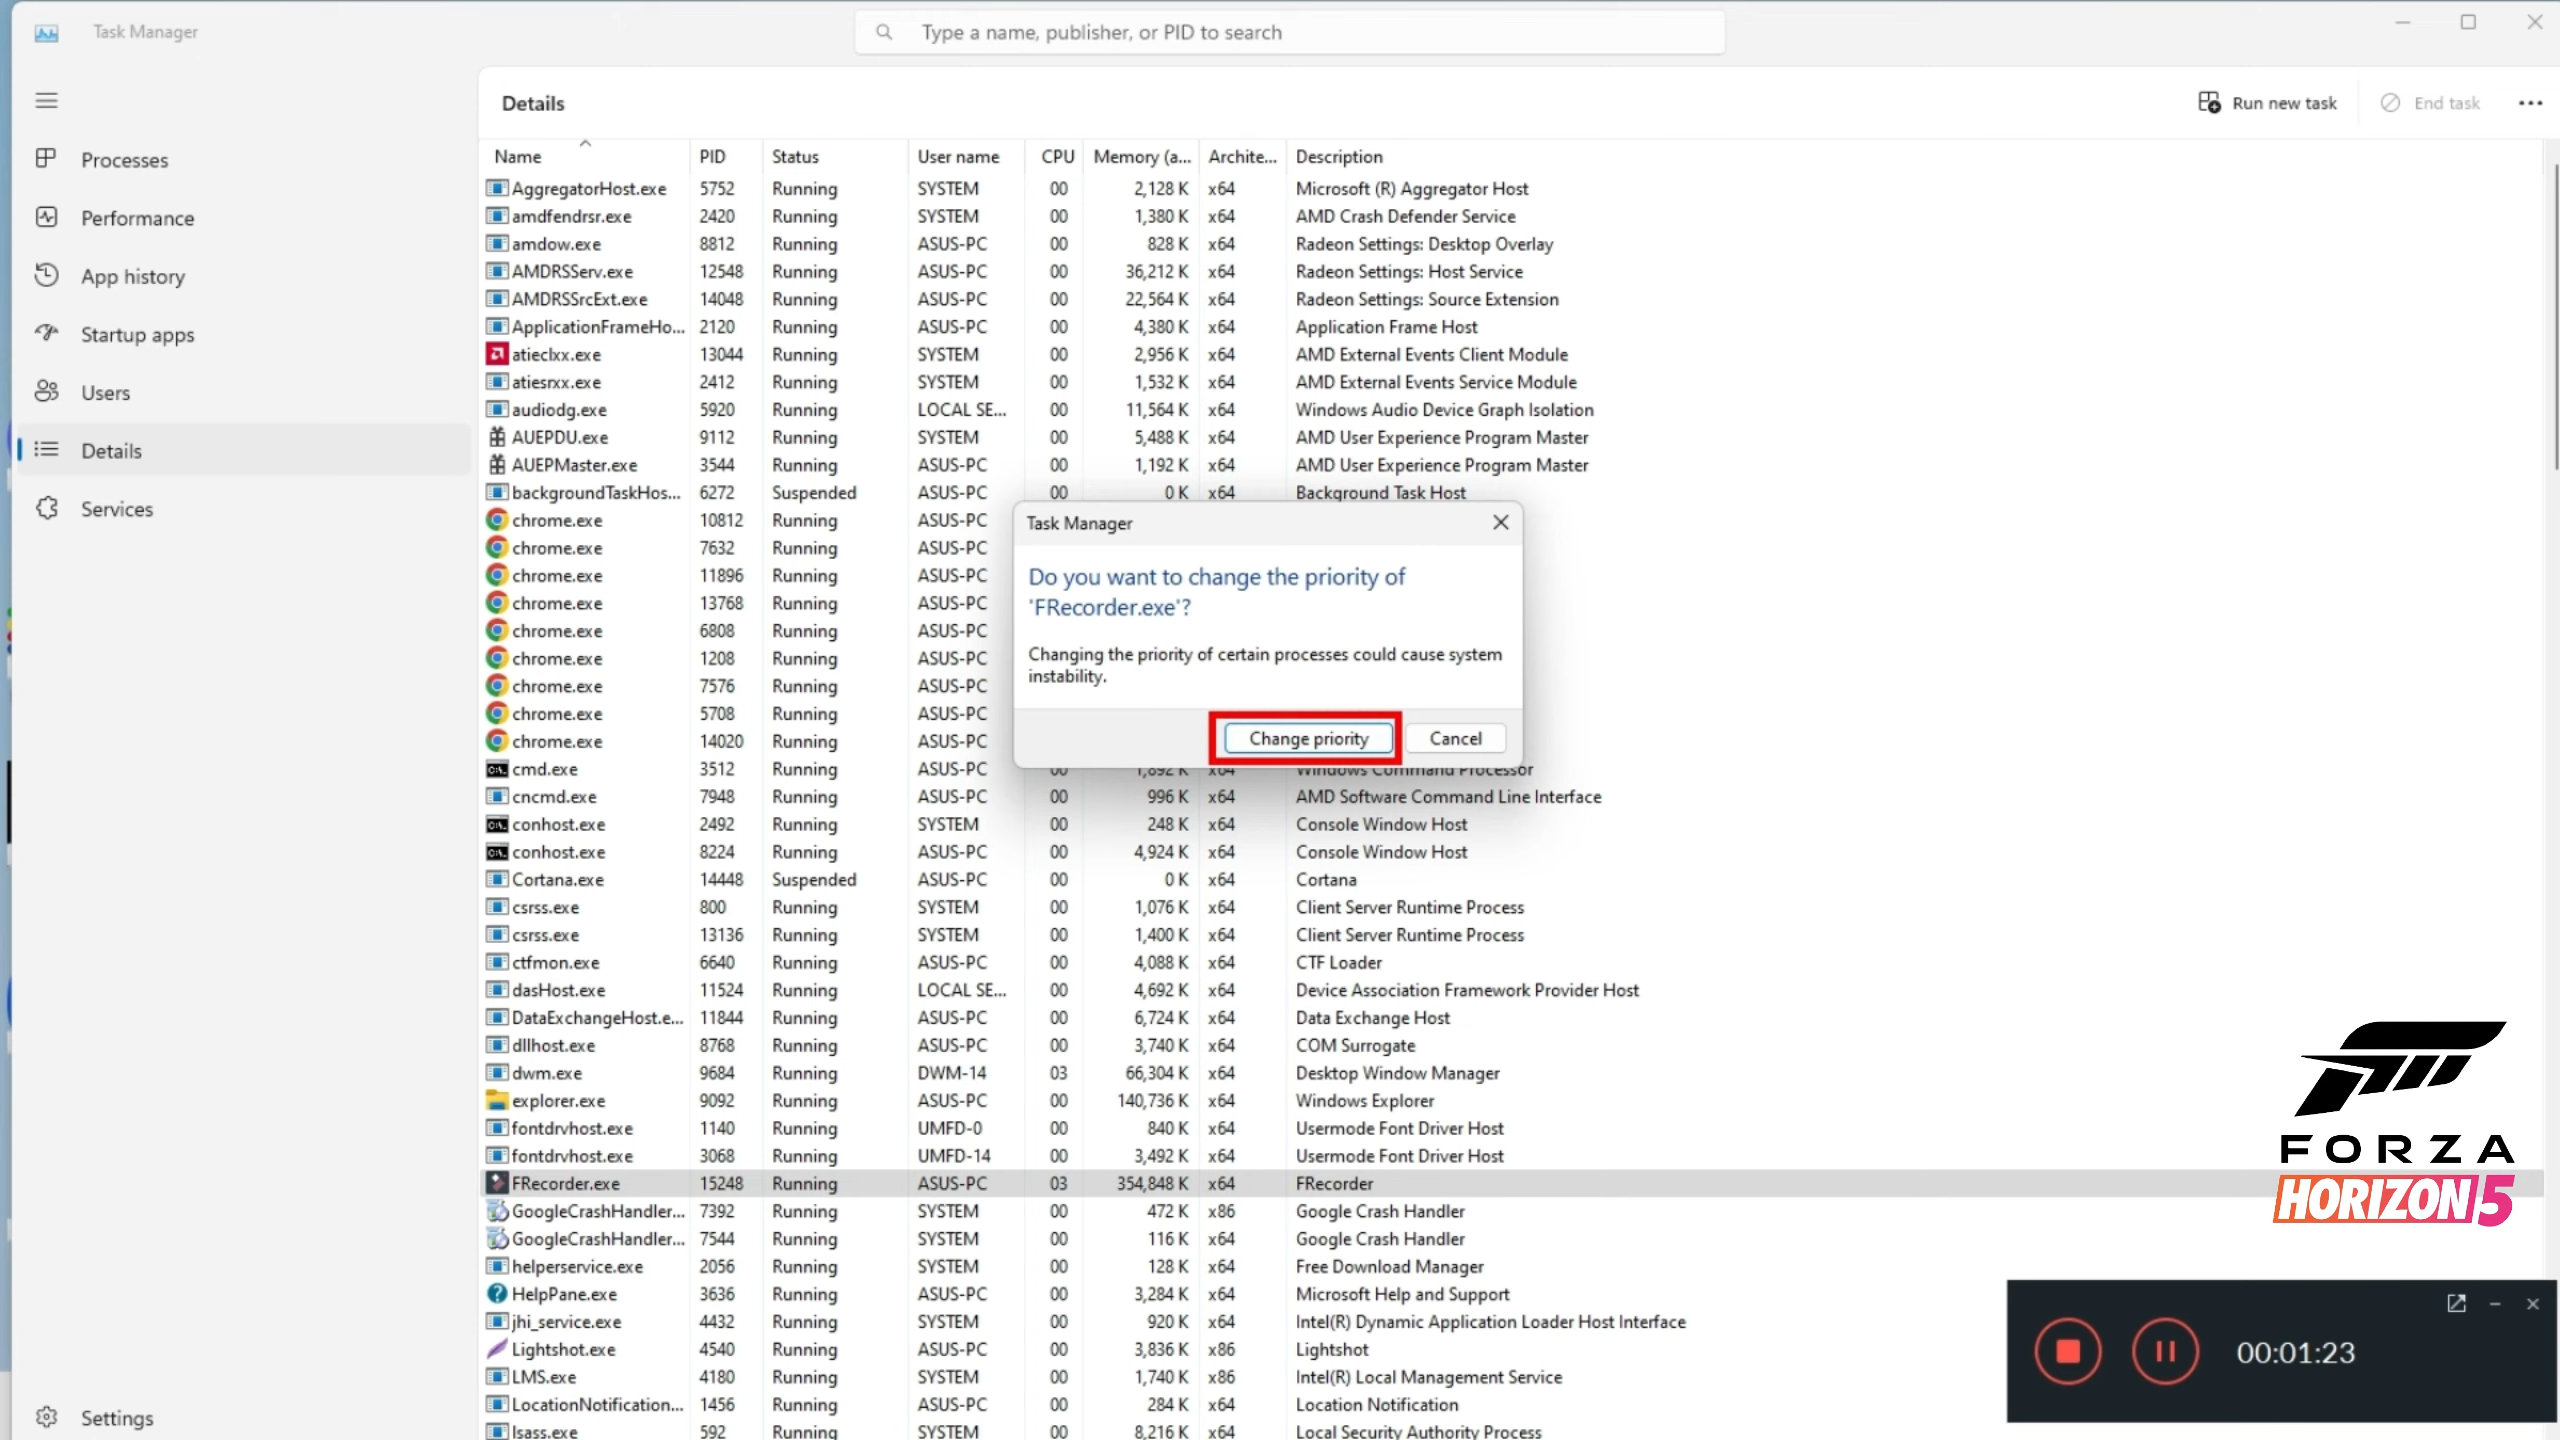 Task Manager
Type a name, publisher, or PID to search
Details
Run new task
End task
Processes
Performance
App history
Startup apps
Users
Details
Services
Settings
Name PID Status User name CPU Memory (a... Archite... Description
AggregatorHost.exe 5752 Running SYSTEM 00 2,128 K x64 Microsoft (R) Aggregator Host
amdfendrsr.exe 2420 Running SYSTEM 00 1,380 K x64 AMD Crash Defender Service
amdow.exe 8812 Running ASUS-PC 00 828 K x64 Radeon Settings: Desktop Overlay
AMDRSServ.exe 12548 Running ASUS-PC 00 36,212 K x64 Radeon Settings: Host Service
AMDRSSrcExt.exe 14048 Running ASUS-PC 00 22,564 K x64 Radeon Settings: Source Extension
ApplicationFrameHo... 2120 Running ASUS-PC 00 4,380 K x64 Application Frame Host
atieclxx.exe 13044 Running SYSTEM 00 2,956 K x64 AMD External Events Client Module
atiesrxx.exe 2412 Running SYSTEM 00 1,532 K x64 AMD External Events Service Module
audiodg.exe 5920 Running LOCAL SE... 00 11,564 K x64 Windows Audio Device Graph Isolation
AUEPDU.exe 9112 Running SYSTEM 00 5,488 K x64 AMD User Experience Program Master
AUEPMaster.exe 3544 Running ASUS-PC 00 1,192 K x64 AMD User Experience Program Master
backgroundTaskHos... 6272 Suspended ASUS-PC 00 0 K x64 Background Task Host
chrome.exe 10812 Running ASUS-PC
chrome.exe 7632 Running ASUS-PC
chrome.exe 11896 Running ASUS-PC
chrome.exe 13768 Running ASUS-PC
chrome.exe 6808 Running ASUS-PC
chrome.exe 1208 Running ASUS-PC
chrome.exe 7576 Running ASUS-PC
chrome.exe 5708 Running ASUS-PC
chrome.exe 14020 Running ASUS-PC
Task Manager
Do you want to change the priority of
'FRecorder.exe'?
Changing the priority of certain processes could cause system
instability.
Change priority Cancel
cmd.exe 3512 Running ASUS-PC 00 1,892 K x64 Windows Command Processor
cncmd.exe 7948 Running ASUS-PC 00 996 K x64 AMD Software Command Line Interface
conhost.exe 2492 Running SYSTEM 00 248 K x64 Console Window Host
conhost.exe 8224 Running ASUS-PC 00 4,924 K x64 Console Window Host
Cortana.exe 14448 Suspended ASUS-PC 00 0 K x64 Cortana
csrss.exe 800 Running SYSTEM 00 1,076 K x64 Client Server Runtime Process
csrss.exe 13136 Running SYSTEM 00 1,400 K x64 Client Server Runtime Process
ctfmon.exe 6640 Running ASUS-PC 00 4,088 K x64 CTF Loader
dasHost.exe 11524 Running LOCAL SE... 00 4,692 K x64 Device Association Framework Provider Host
DataExchangeHost.e... 11844 Running ASUS-PC 00 6,724 K x64 Data Exchange Host
dllhost.exe 8768 Running ASUS-PC 00 3,740 K x64 COM Surrogate
dwm.exe 9684 Running DWM-14 03 66,304 K x64 Desktop Window Manager
explorer.exe 9092 Running ASUS-PC 00 140,736 K x64 Windows Explorer
fontdrvhost.exe 1140 Running UMFD-0 00 840 K x64 Usermode Font Driver Host
fontdrvhost.exe 3068 Running UMFD-14 00 3,492 K x64 Usermode Font Driver Host
FRecorder.exe 15248 Running ASUS-PC 03 354,848 K x64 FRecorder
GoogleCrashHandler... 7392 Running SYSTEM 00 472 K x86 Google Crash Handler
GoogleCrashHandler... 7544 Running SYSTEM 00 116 K x64 Google Crash Handler
helperservice.exe 2056 Running SYSTEM 00 128 K x64 Free Download Manager
HelpPane.exe 3636 Running ASUS-PC 00 3,284 K x64 Microsoft Help and Support
jhi_service.exe 4432 Running SYSTEM 00 920 K x64 Intel(R) Dynamic Application Loader Host Interface
Lightshot.exe 4540 Running ASUS-PC 00 3,836 K x86 Lightshot
LMS.exe 4180 Running SYSTEM 00 1,740 K x86 Intel(R) Local Management Service
LocationNotification... 1456 Running ASUS-PC 00 284 K x64 Location Notification
lsass.exe 592 Running SYSTEM 00 8,216 K x64 Local Security Authority Process
FORZA
HORIZON 5
00:01:23